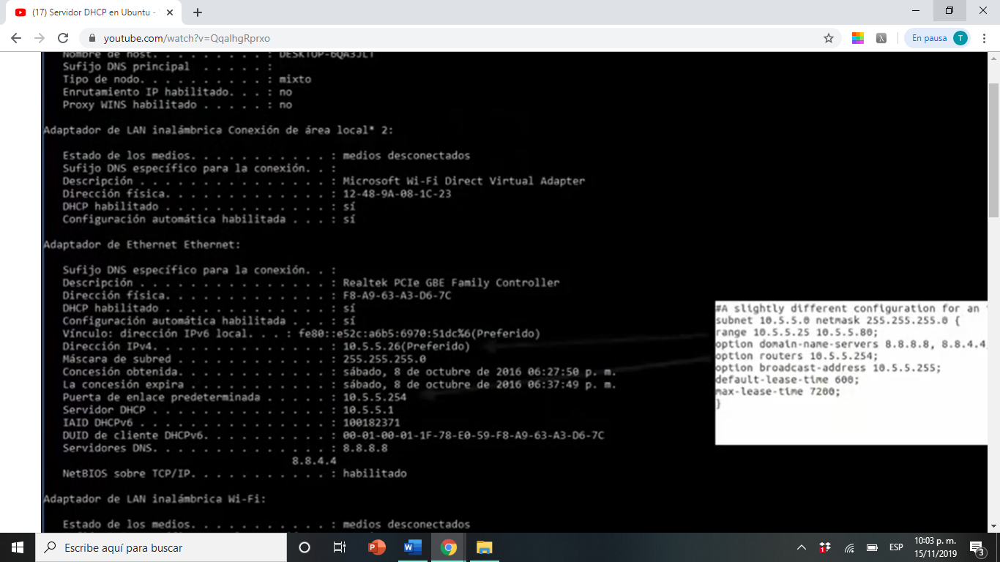 (17) Servidor DHCP en Ubuntu -
youtube.com/watch?v=QqaIhgRprxo
En pausa
T
Nombre de host. . . . . . . . . : DESKTOP-6QA3JLT
Sufijo DNS principal . . . . . :
Tipo de nodo. . . . . . . . . . : mixto
Enrutamiento IP habilitado. . . : no
Proxy WINS habilitado . . . . . : no
Adaptador de LAN inalámbrica Conexión de área local* 2:
Estado de los medios. . . . . . . . . . . : medios desconectados
Sufijo DNS específico para la conexión. . :
Descripción . . . . . . . . . . . . . . . : Microsoft Wi-Fi Direct Virtual Adapter
Dirección física. . . . . . . . . . . . . : 12-48-9A-08-1C-23
DHCP habilitado . . . . . . . . . . . . . : sí
Configuración automática habilitada . . . : sí
Adaptador de Ethernet Ethernet:
Sufijo DNS específico para la conexión. . :
Descripción . . . . . . . . . . . . . . . : Realtek PCIe GBE Family Controller
Dirección física. . . . . . . . . . . . . : F8-A9-63-A3-D6-7C
DHCP habilitado . . . . . . . . . . . . . : sí
Configuración automática habilitada . . . : sí
Vínculo: dirección IPv6 local. . . : fe80::e52c:a6b5:6970:51dc%6(Preferido)
Dirección IPv4. . . . . . . . . . . . . . : 10.5.5.26(Preferido)
Máscara de subred . . . . . . . . . . . . : 255.255.255.0
Concesión obtenida. . . . . . . . . . . . : sábado, 8 de octubre de 2016 06:27:50 p. m.
La concesión expira . . . . . . . . . . . : sábado, 8 de octubre de 2016 06:37:49 p. m.
Puerta de enlace predeterminada . . . . . : 10.5.5.254
Servidor DHCP . . . . . . . . . . . . . . : 10.5.5.1
IAID DHCPv6 . . . . . . . . . . . . . . . : 100182371
DUID de cliente DHCPv6. . . . . . . . . . : 00-01-00-01-1F-78-E0-59-F8-A9-63-A3-D6-7C
Servidores DNS. . . . . . . . . . . . . . : 8.8.8.8
8.8.4.4
NetBIOS sobre TCP/IP. . . . . . . . . . . : habilitado
Adaptador de LAN inalámbrica Wi-Fi:
Estado de los medios. . . . . . . . . . . : medios desconectados
#A slightly different configuration for an
subnet 10.5.5.0 netmask 255.255.255.0 {
range 10.5.5.25 10.5.5.80;
option domain-name-servers 8.8.8.8, 8.8.4.4
option routers 10.5.5.254;
option broadcast-address 10.5.5.255;
default-lease-time 600;
max-lease-time 7200;
}
Escribe aquí para buscar
ESP
10:03 p. m.
15/11/2019
3